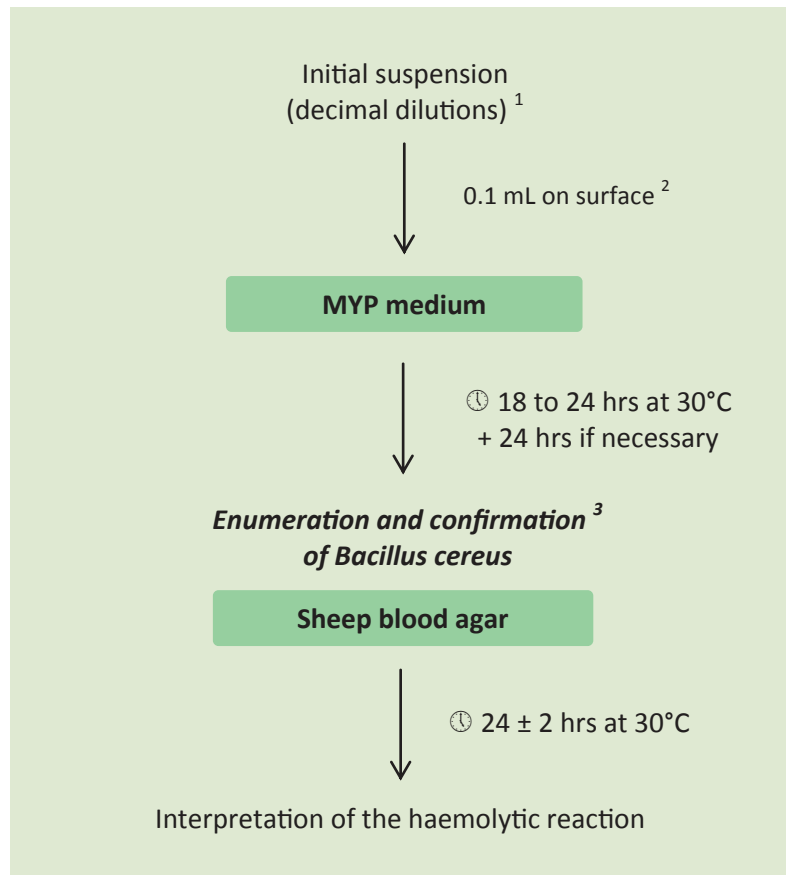 Initial suspension
(decimal dilutions) 1
0.1 mL on surface 2
MYP medium
🕔 18 to 24 hrs at 30°C
+ 24 hrs if necessary
Enumeration and confirmation 3
of Bacillus cereus
Sheep blood agar
🕔 24 ± 2 hrs at 30°C
Interpretation of the haemolytic reaction